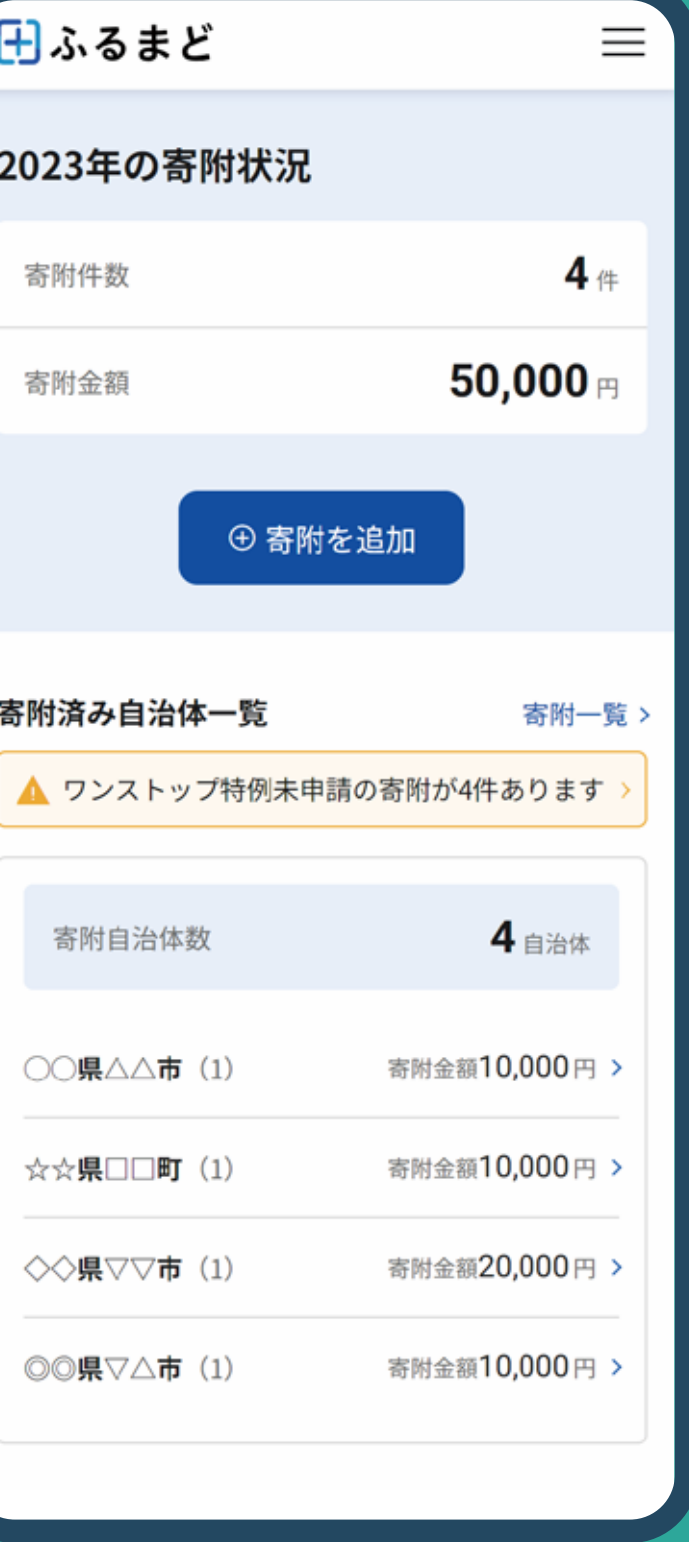 ふるまど
2023年の寄附状況
寄附件数 4 件
寄附金額 50,000 円
寄附を追加
寄附済み自治体一覧 寄附一覧 >
ワンストップ特例未申請の寄附が4件あります >
寄附自治体数 4 自治体
○○県△△市（1） 寄附金額10,000円 >
☆☆県□□町（1） 寄附金額10,000円 >
◇◇県▽▽市（1） 寄附金額20,000円 >
◎◎県▽△市（1） 寄附金額10,000円 >